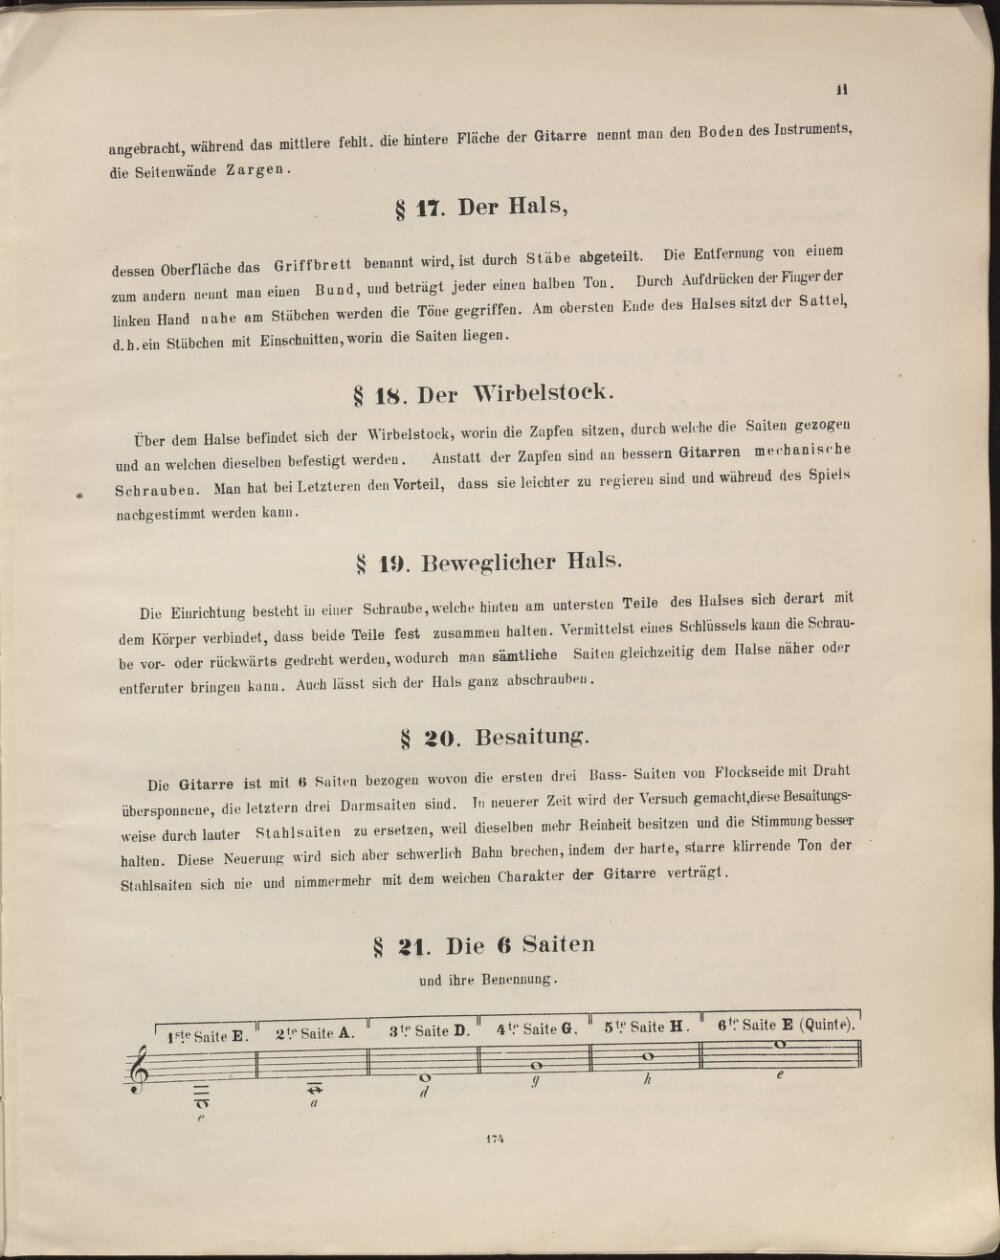 11
angebracht, während das mittlere fehlt. die hintere Fläche der Gitarre nennt man den Boden des Instruments,
die Seitenwände Zargen.
§ 17. Der Hals,
dessen Oberfläche das Griffbrett benannt wird, ist durch Stäbe abgeteilt. Die Entfernung von einem
zum andern nennt man einen Bund, und beträgt jeder einen halben Ton. Durch Aufdrücken der Finger der
linken Hand nahe am Stäbchen werden die Töne gegriffen. Am obersten Ende des Halses sitzt der Sattel,
d.h. ein Stäbchen mit Einschnitten, worin die Saiten liegen.
§ 18. Der Wirbelstock.
Über dem Halse befindet sich der Wirbelstock, worin die Zapfen sitzen, durch welche die Saiten gezogen
und an welchen dieselben befestigt werden. Anstatt der Zapfen sind an bessern Gitarren mechanische
Schrauben. Man hat bei Letzteren den Vorteil, dass sie leichter zu regieren sind und während des Spiels
nachgestimmt werden kann.
§ 19. Beweglicher Hals.
Die Einrichtung besteht in einer Schraube, welche hinten am untersten Teile des Halses sich derart mit
dem Körper verbindet, dass beide Teile fest zusammen halten. Vermittelst eines Schlüssels kann die Schrau-
be vor- oder rückwärts gedreht werden, wodurch man sämtliche Saiten gleichzeitig dem Halse näher oder
entfernter bringen kann. Auch lässt sich der Hals ganz abschrauben.
§ 20. Besaitung.
Die Gitarre ist mit 6 Saiten bezogen wovon die ersten drei Bass-Saiten von Flockseide mit Draht
übersponnene, die letztern drei Darmsaiten sind. In neuerer Zeit wird der Versuch gemacht, diese Besaitungs-
weise durch lauter Stahlsaiten zu ersetzen, weil dieselben mehr Reinheit besitzen und die Stimmung besser
halten. Diese Neuerung wird sich aber schwerlich Bahn brechen, indem der harte, starre klirrende Ton der
Stahlsaiten sich nie und nimmermehr mit dem weichen Charakter der Gitarre verträgt.
§ 21. Die 6 Saiten
und ihre Benennung.
1ste Saite E. 2te Saite A. 3te Saite D. 4te Saite G. 5te Saite H. 6te Saite E (Quinte).
e a d g h e
174